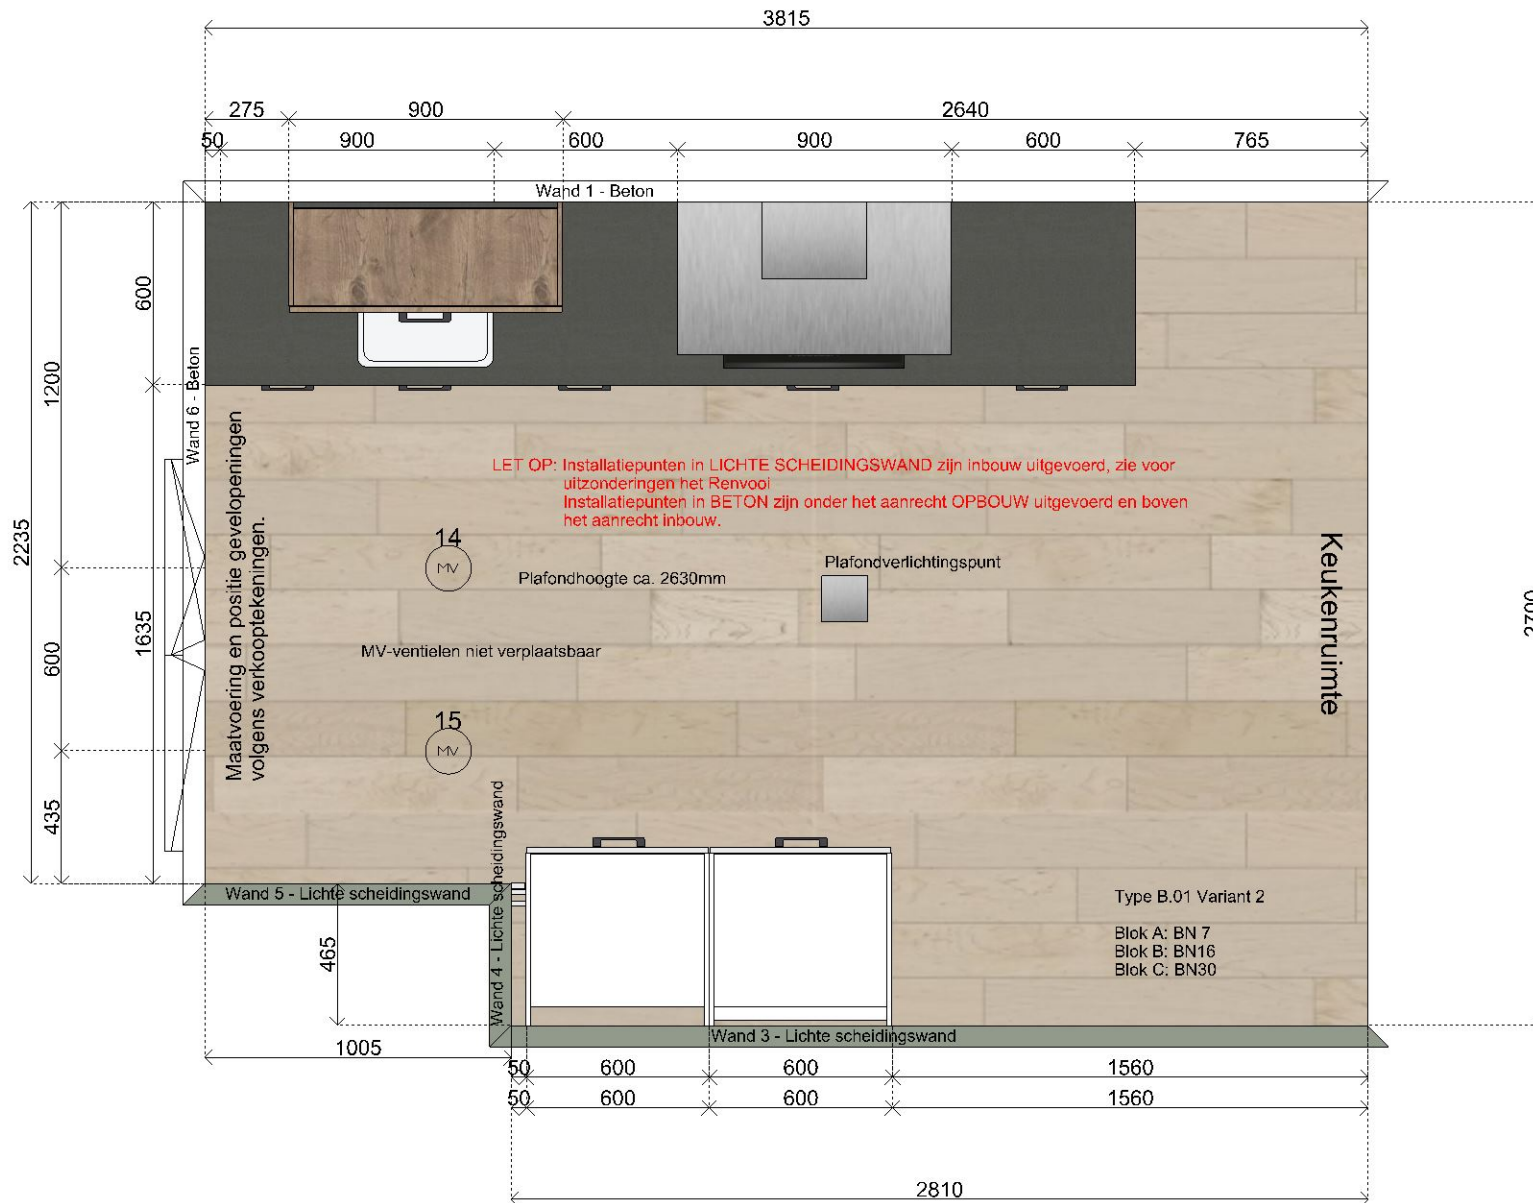 3815
275
900
2640
50
900
600
900
600
765
Wand 1 - Beton
600
1200
2235
1635
600
435
Wand 6 - Beton
Maatvoering en positie gevelopeningen
volgens verkooptekeningen.
LET OP: Installatiepunten in LICHTE SCHEIDINGSWAND zijn inbouw uitgevoerd, zie voor
uitzonderingen het Renvooi
Installatiepunten in BETON zijn onder het aanrecht OPBOUW uitgevoerd en boven
het aanrecht inbouw.
14
MV
Plafondhoogte ca. 2630mm
Plafondverlichtingspunt
Keukenruimte
2700
MV-ventielen niet verplaatsbaar
15
MV
Wand 5 - Lichte scheidingswand
Wand 4 - Lichte scheidingswand
465
Type B.01 Variant 2
Blok A: BN 7
Blok B: BN16
Blok C: BN30
Wand 3 - Lichte scheidingswand
1005
50
600
600
1560
50
600
600
1560
2810